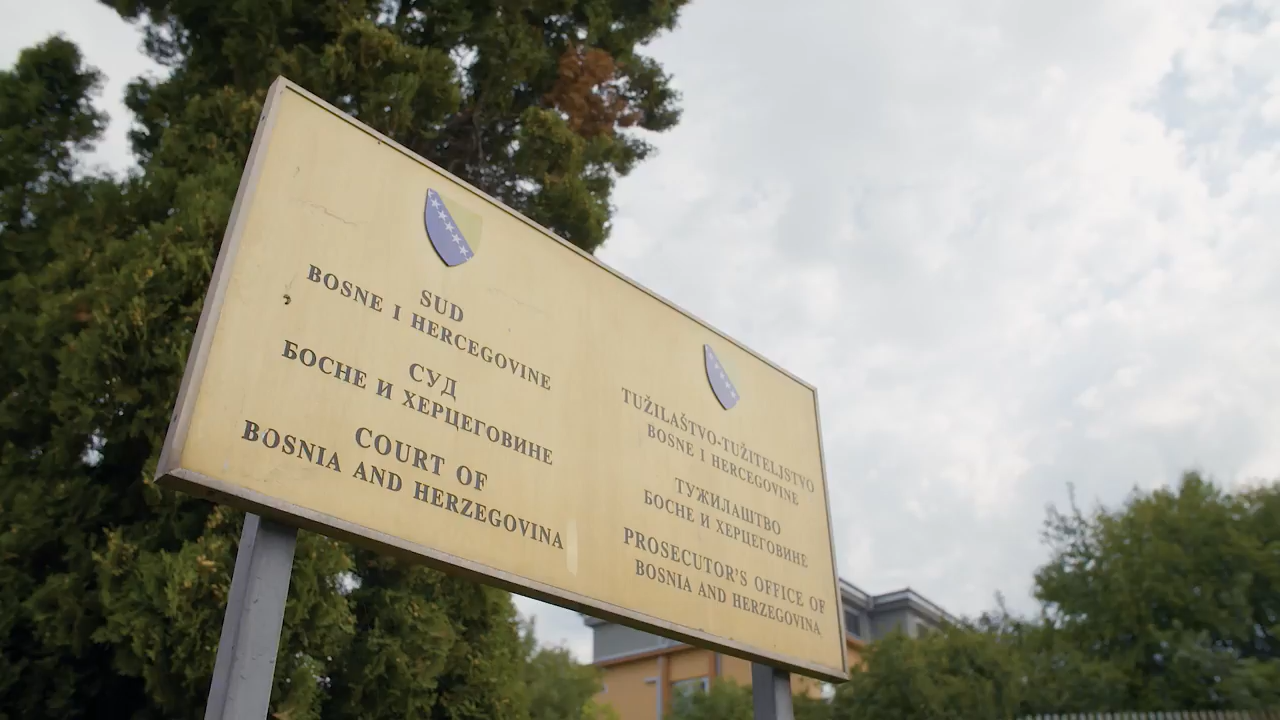 SUD
BOSNE I HERCEGOVINE
СУД
БОСНЕ И ХЕРЦЕГОВИНЕ
COURT OF
BOSNIA AND HERZEGOVINA
TUŽILAŠTVO-TUŽITELJSTVO
BOSNE I HERCEGOVINE
ТУЖИЛАШТВО
БОСНЕ И ХЕРЦЕГОВИНЕ
PROSECUTOR'S OFFICE OF
BOSNIA AND HERZEGOVINA